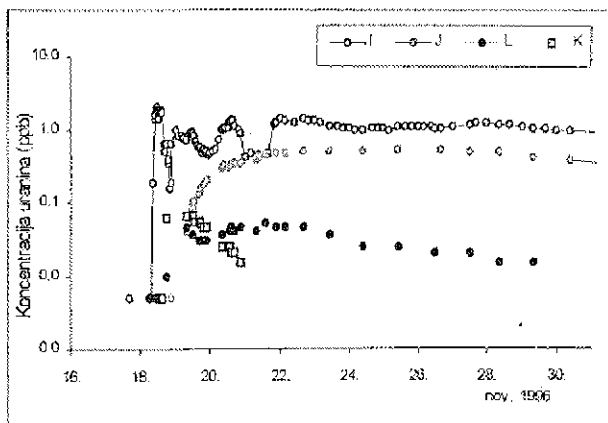 I J L K
10.0
1.0
0.1
0.0
0.0
Koncentracija uranina (ppb)
16. 18. 20. 22. 24. 26. 28. 30.
nov. 1996